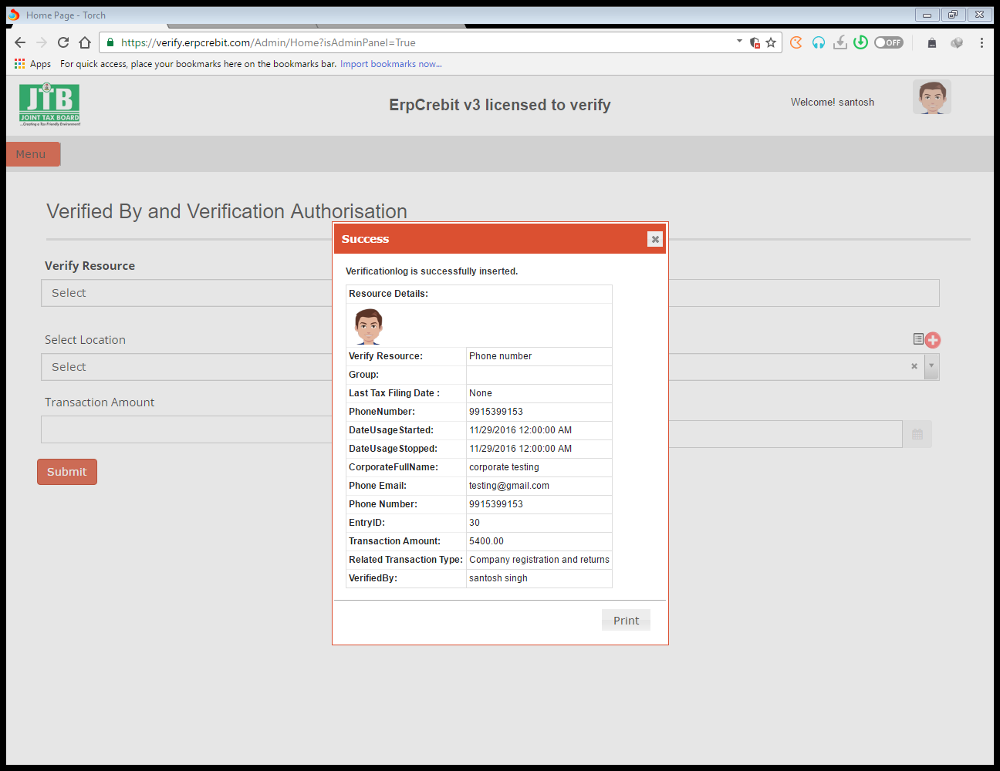 Home Page - Torch
https://verify.erpcrebit.com/Admin/Home?isAdminPanel=True
OFF
Apps For quick access, place your bookmarks here on the bookmarks bar. Import bookmarks now...
JTB
JOINT TAX BOARD
...Creating a Tax Friendly Environment!
ErpCrebit v3 licensed to verify
Welcome! santosh
Menu
Verified By and Verification Authorisation
Verify Resource
Select
Select Location
Select
Transaction Amount
Submit
Success
Verificationlog is successfully inserted.
Resource Details:
Verify Resource: Phone number
Group:
Last Tax Filing Date : None
PhoneNumber: 9915399153
DateUsageStarted: 11/29/2016 12:00:00 AM
DateUsageStopped: 11/29/2016 12:00:00 AM
CorporateFullName: corporate testing
Phone Email: testing@gmail.com
Phone Number: 9915399153
EntryID: 30
Transaction Amount: 5400.00
Related Transaction Type: Company registration and returns
VerifiedBy: santosh singh
Print